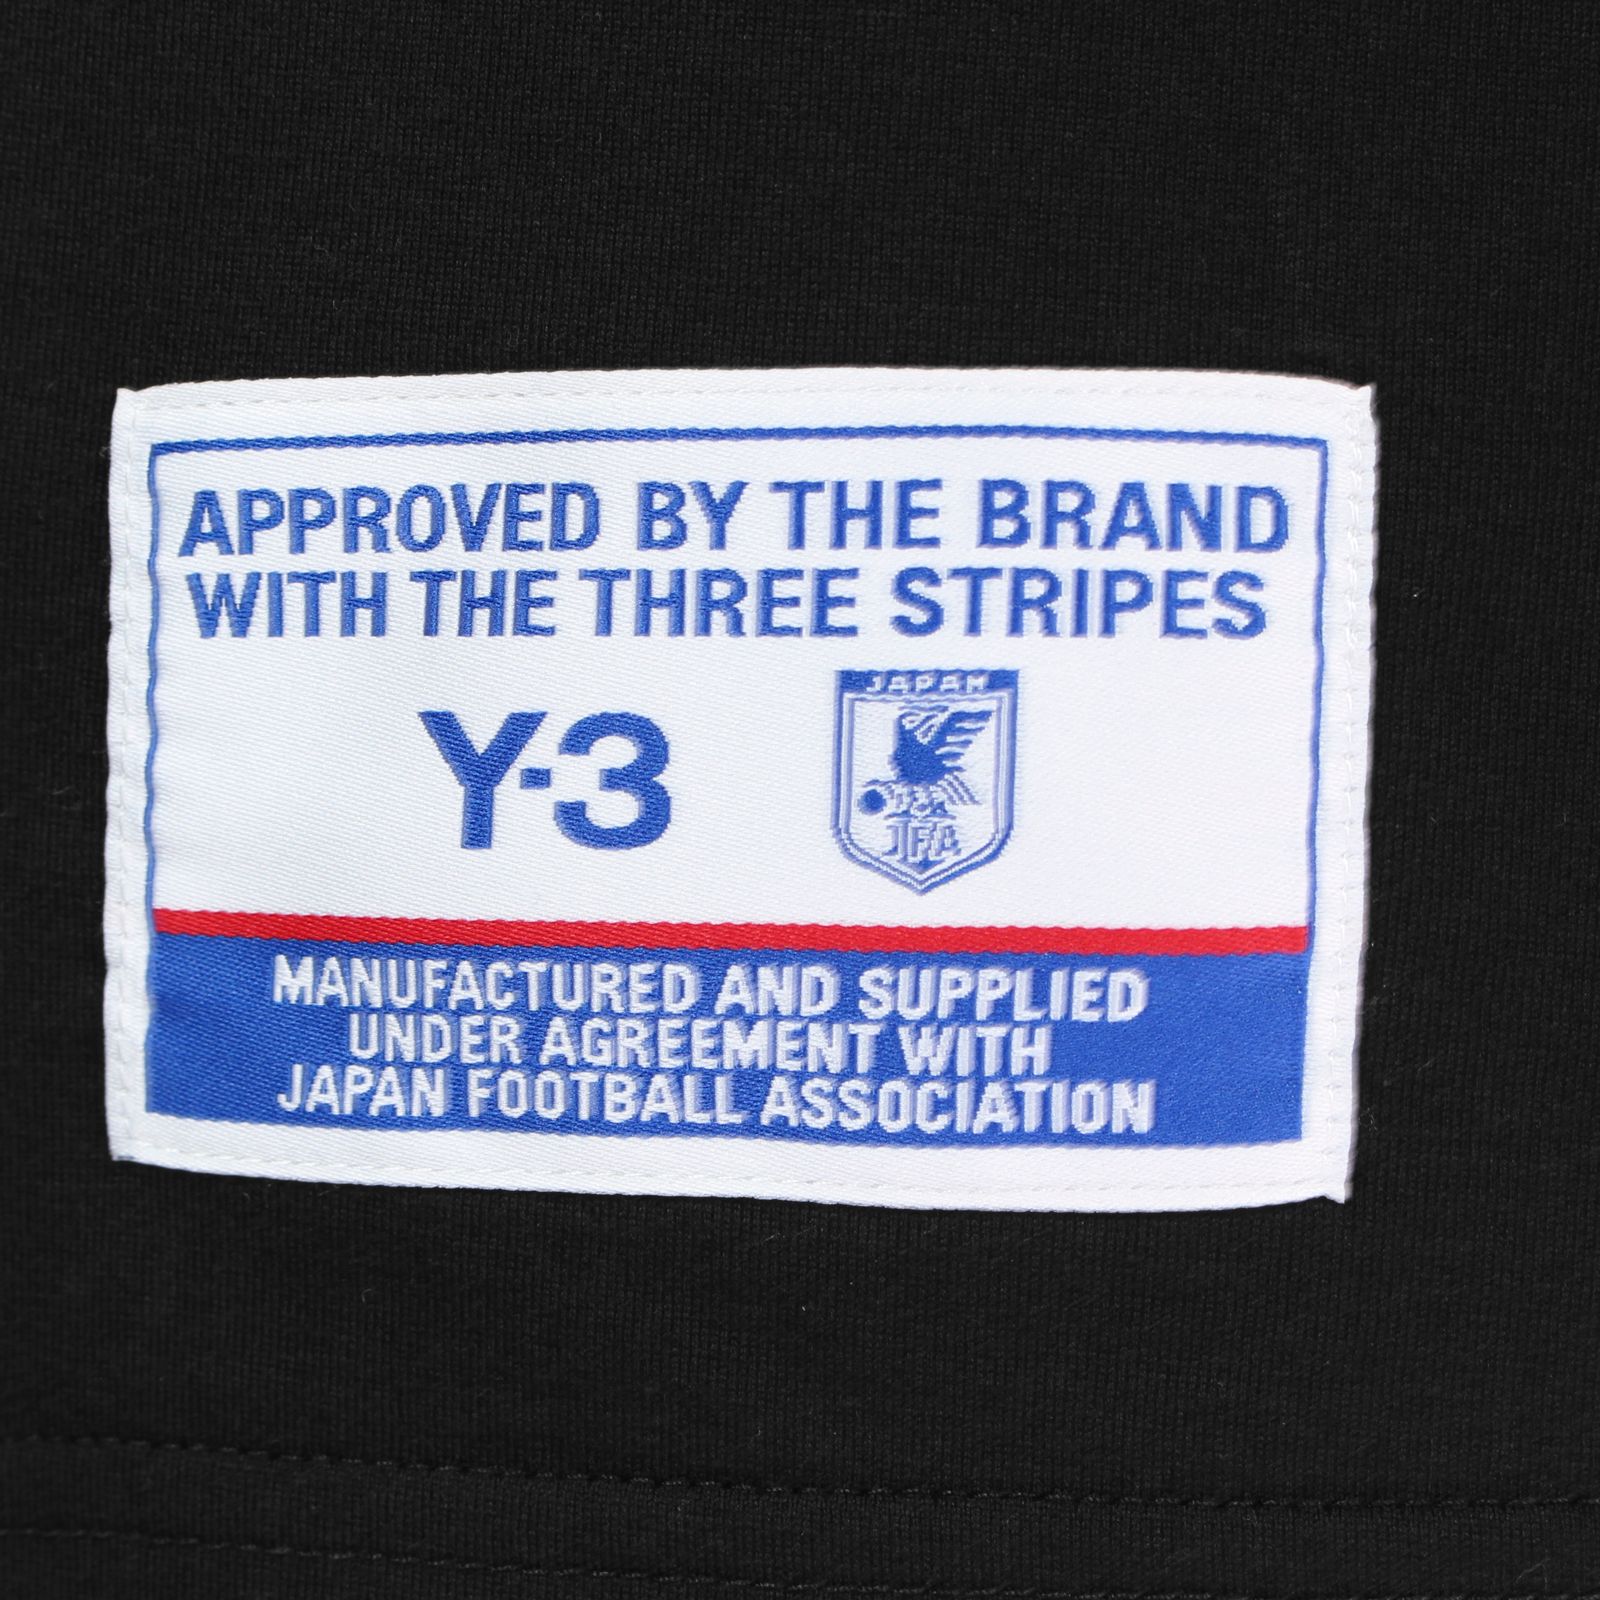 APPROVED BY THE BRAND
WITH THE THREE STRIPES
Y-3
JAPAN
JFA
MANUFACTURED AND SUPPLIED
UNDER AGREEMENT WITH
JAPAN FOOTBALL ASSOCIATION